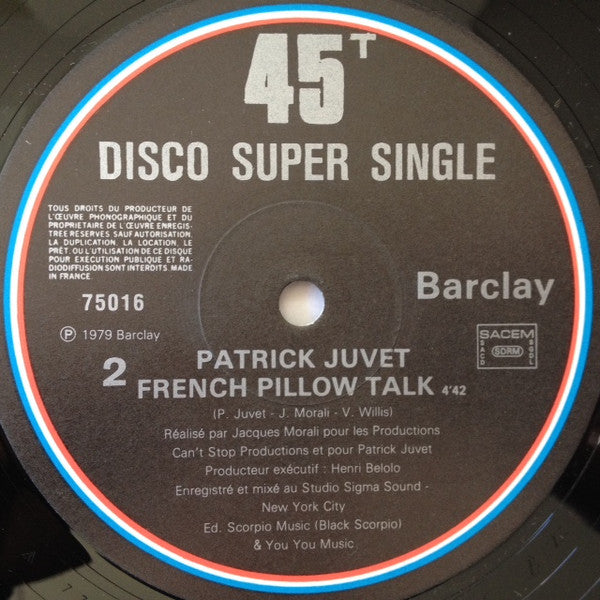 45T
DISCO SUPER SINGLE
TOUS DROITS DU PRODUCTEUR DE
L'ŒUVRE PHONOGRAPHIQUE ET DU
PROPRIETAIRE DE L'ŒUVRE ENREGIS-
TREE RESERVES SAUF AUTORISATION,
LA DUPLICATION, LA LOCATION, LE
PRÊT, OU L'UTILISATION DE CE DISQUE
POUR EXÉCUTION PUBLIQUE ET RA-
DIODIFFUSION SONT INTERDITS. MADE
IN FRANCE.
75016
Barclay
℗ 1979 Barclay
SACEM
SACD
SDRM
SGDL
2
PATRICK JUVET
FRENCH PILLOW TALK 4'42
(P. Juvet - J. Morali - V. Willis)
Réalisé par Jacques Morali pour les Productions
Can't Stop Productions et pour Patrick Juvet
Producteur exécutif : Henri Belolo
Enregistré et mixé au Studio Sigma Sound -
New York City
Ed. Scorpio Music (Black Scorpio)
& You You Music